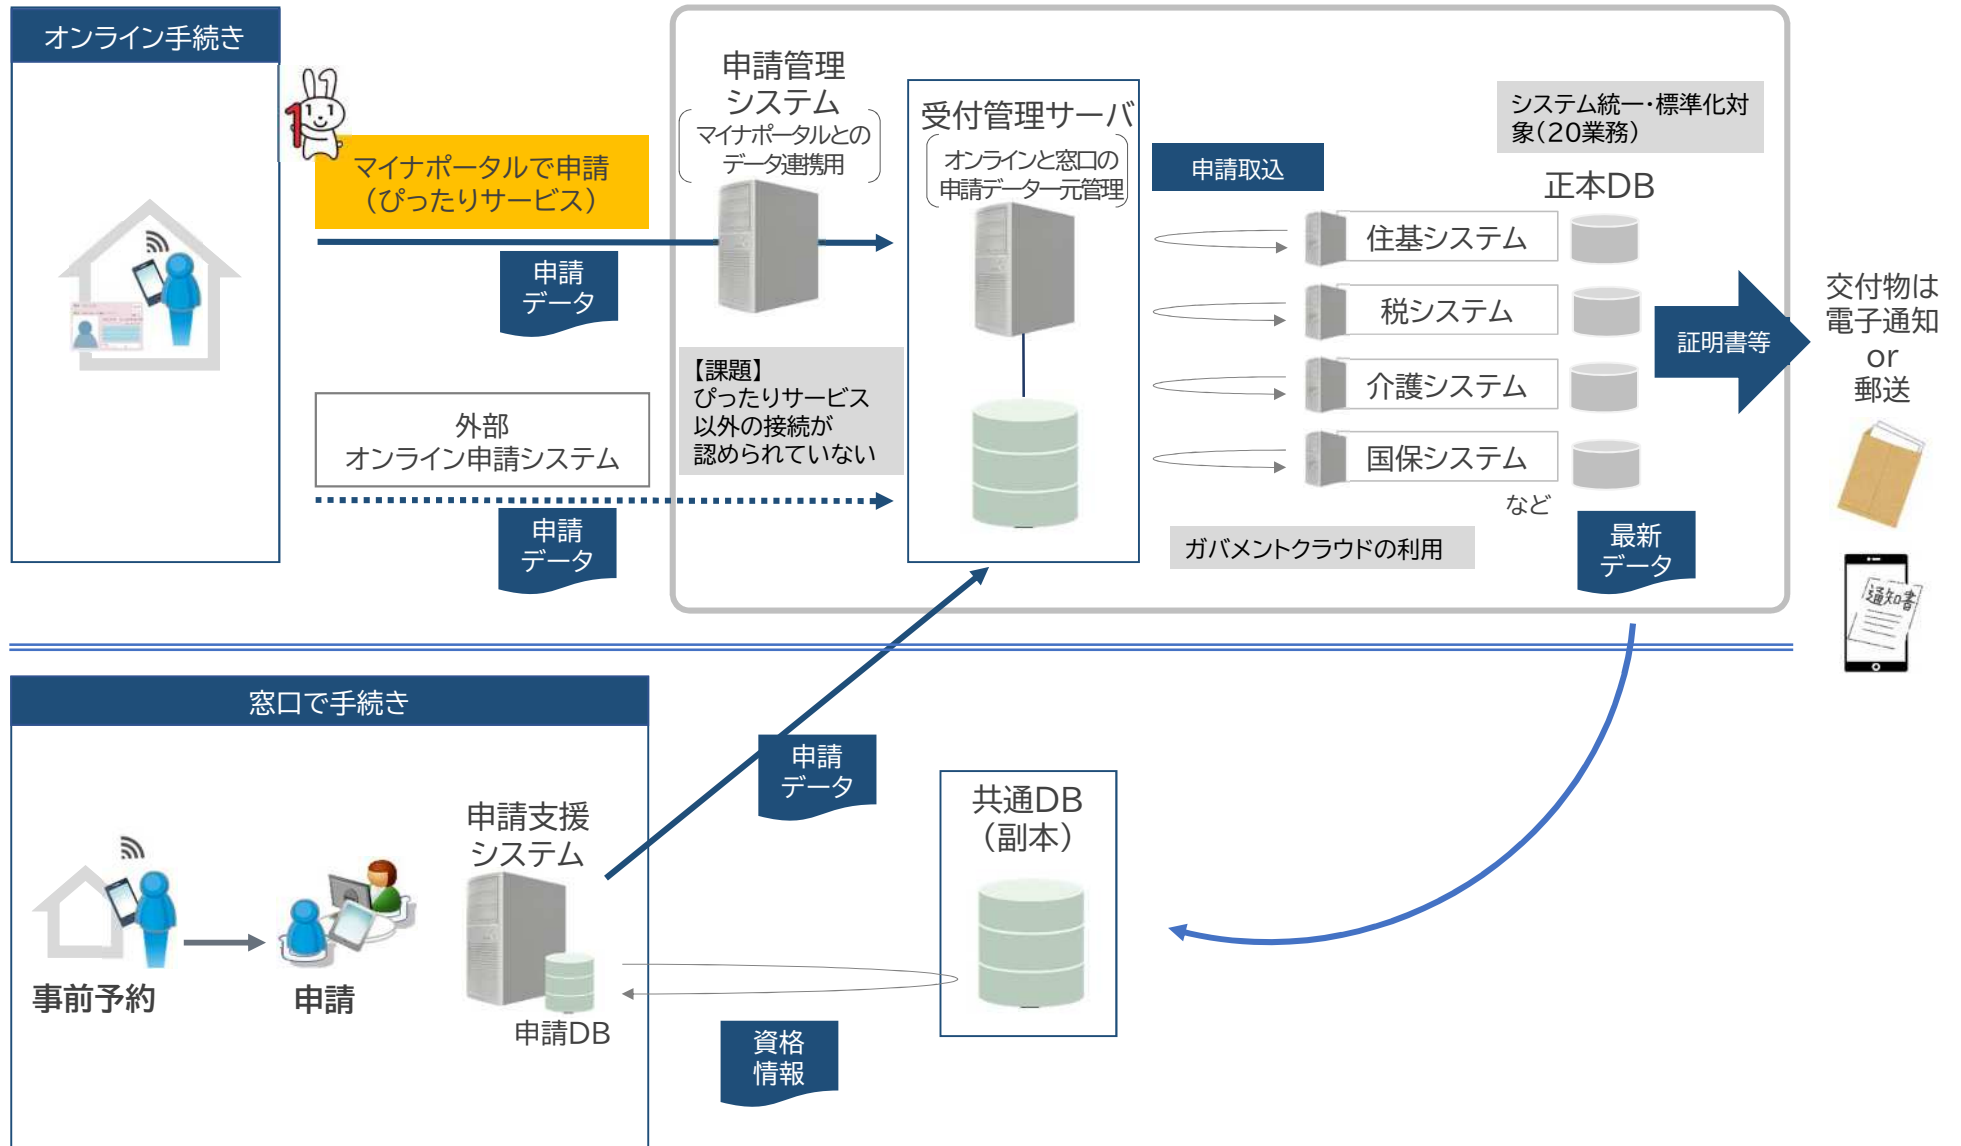 オンライン手続き
マイナポータルで申請
（ぴったりサービス）
申請
データ
外部
オンライン申請システム
申請
データ
申請管理
システム
マイナポータルとの
データ連携用
【課題】
ぴったりサービス
以外の接続が
認められていない
受付管理サーバ
オンラインと窓口の
申請データ一元管理
申請取込
システム統一・標準化対
象（20業務）
正本DB
住基システム
税システム
介護システム
国保システム
など
ガバメントクラウドの利用
最新
データ
証明書等
交付物は
電子通知
or
郵送
通知書
窓口で手続き
事前予約
申請
申請支援
システム
申請DB
申請
データ
資格
情報
共通DB
（副本）